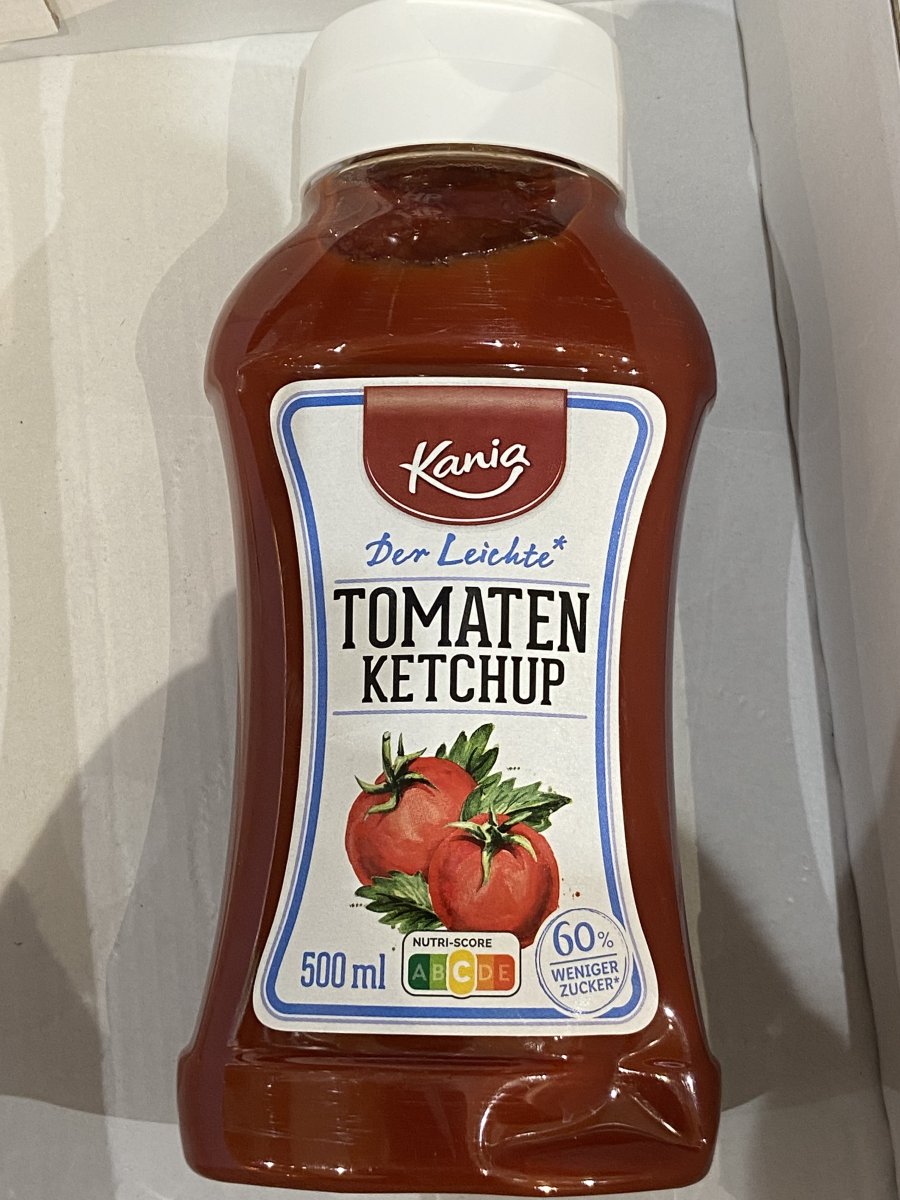 Kania
Der Leichte*
TOMATEN
KETCHUP
500 ml
NUTRI-SCORE
A B C D E
60%
WENIGER
ZUCKER*